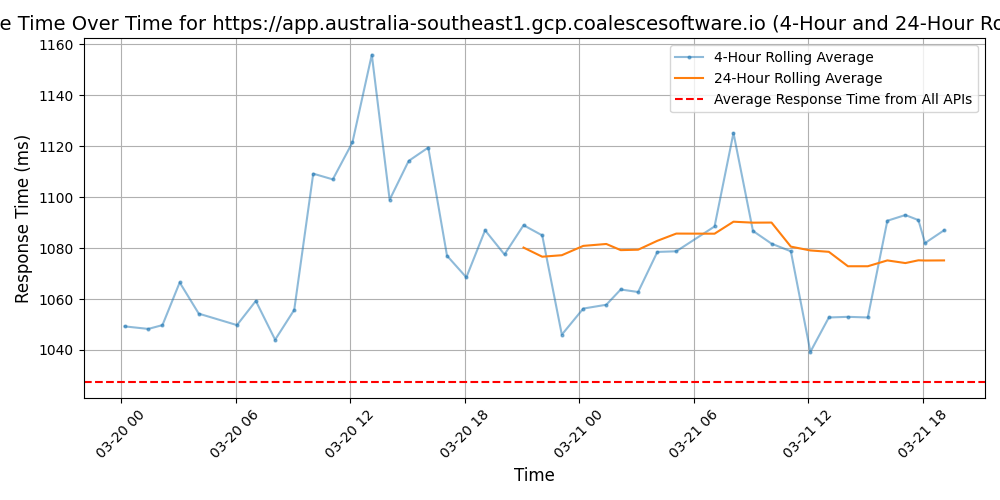 e Time Over Time for https://app.australia-southeast1.gcp.coalescesoftware.io (4-Hour and 24-Hour Ro
4-Hour Rolling Average
24-Hour Rolling Average
Average Response Time from All APIs
Response Time (ms)
1160
1140
1120
1100
1080
1060
1040
03-20 00
03-20 06
03-20 12
03-20 18
03-21 00
03-21 06
03-21 12
03-21 18
Time